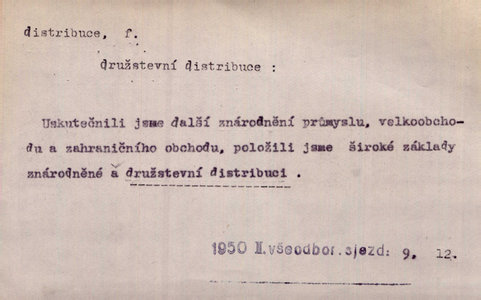 distribuce, f.
družstevní distribuce :
Uskutečnili jsme další znárodnění průmyslu, velkoobcho-
du a zahraničního obchodu, položili jsme široké základy
znárodněné a družstevní distribuci .
1950 II. všeodbor. sjezd: 9. 12.